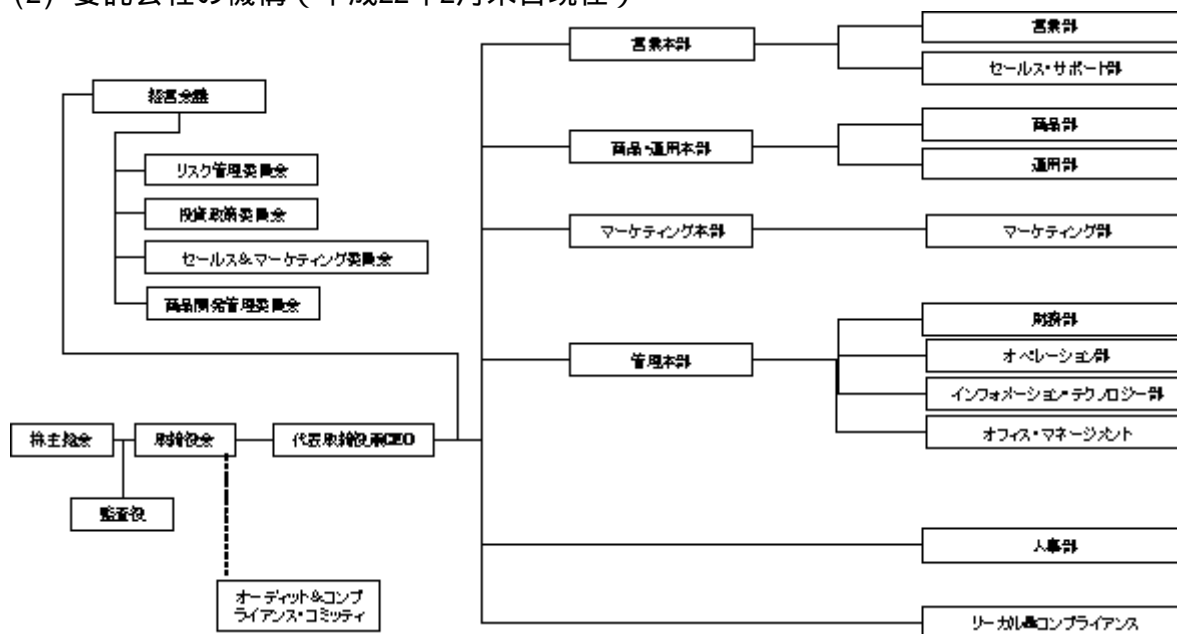 (2) 委託会社の機構(平成22年2月末日現在)
営業本部
営業部
セールス・サポート部
経営会議
商品・運用本部
商品部
運用部
リスク管理委員会
投資政策委員会
マーケティング本部
マーケティング部
セールス&マーケティング委員会
商品開発管理委員会
管理本部
財務部
オペレーション部
インフォメーション・テクノロジー部
オフィス・マネージメント
株主総会
取締役会
代表取締役兼CEO
監査役
人事部
オーディット&コンプ
ライアンス・コミッティ
リーガル&コンプライアンス